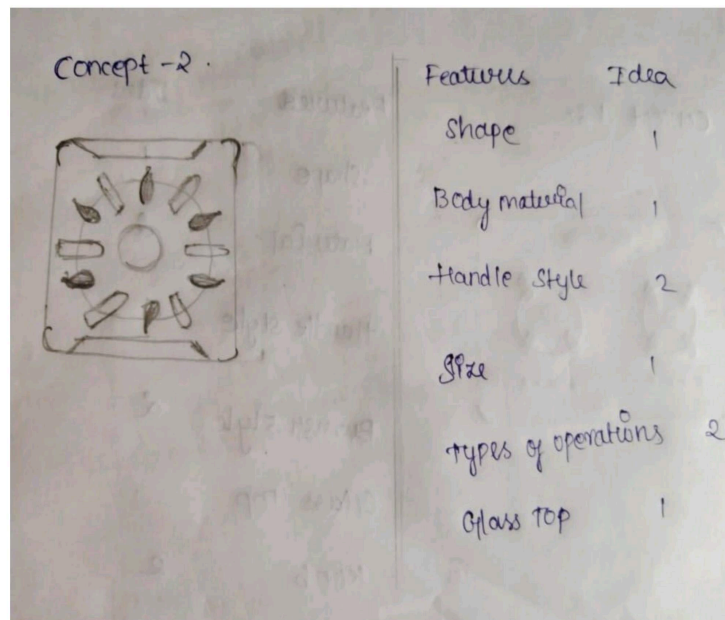 Concept -2.
Features Idea
Shape 1
Body material 1
Handle style 2
Size 1
Types of operations 2
Glass Top 1